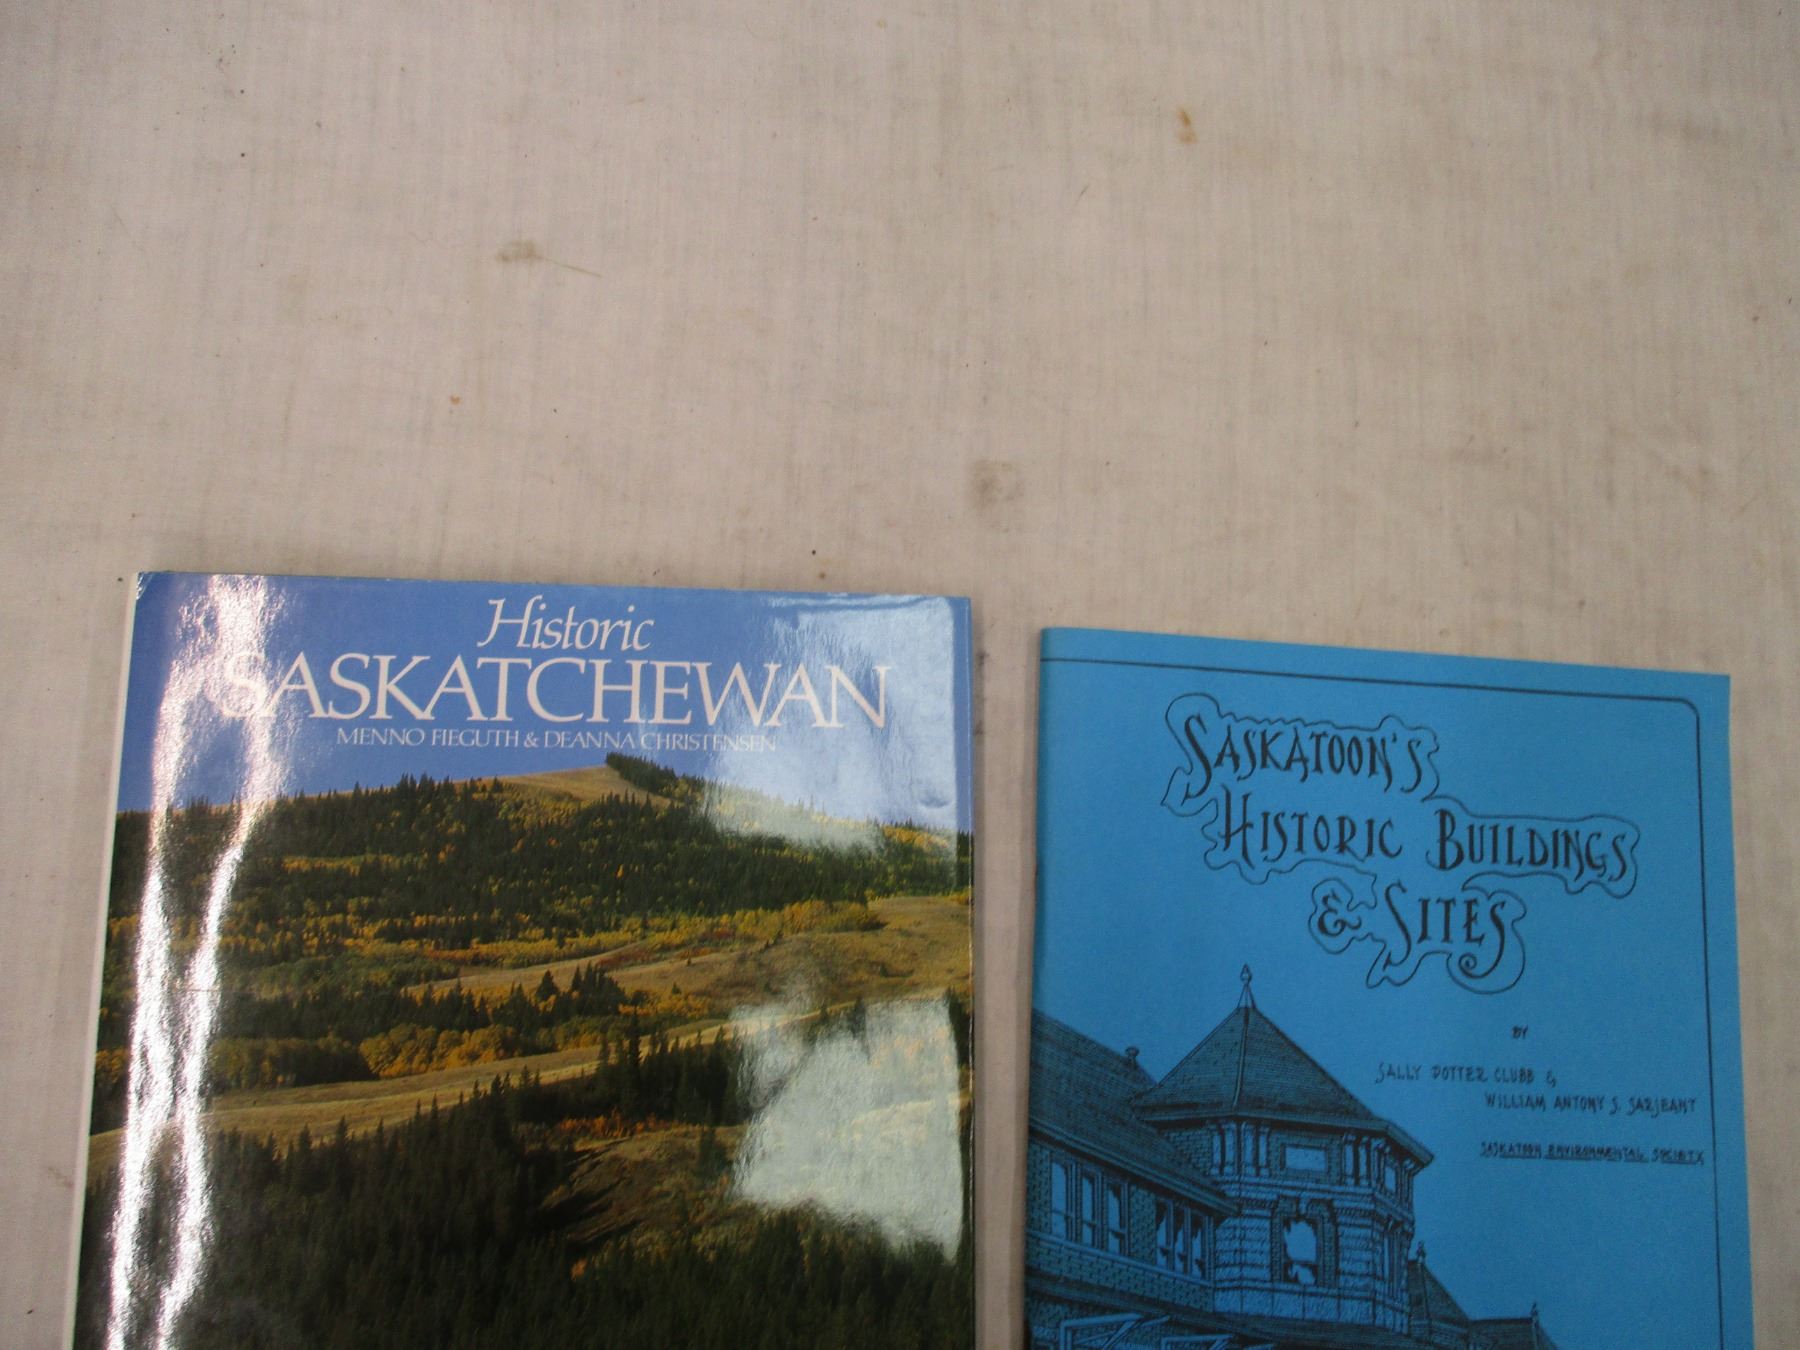 Historic
SASKATCHEWAN
MENNO FIEGUTH & DEANNA CHRISTENSEN
SASKATOON'S
HISTORIC BUILDINGS
& SITES
BY
SALLY POTTER CLUBB &
WILLIAM ANTONY S. SARJEANT
SASKATOON ENVIRONMENTAL SOCIETY